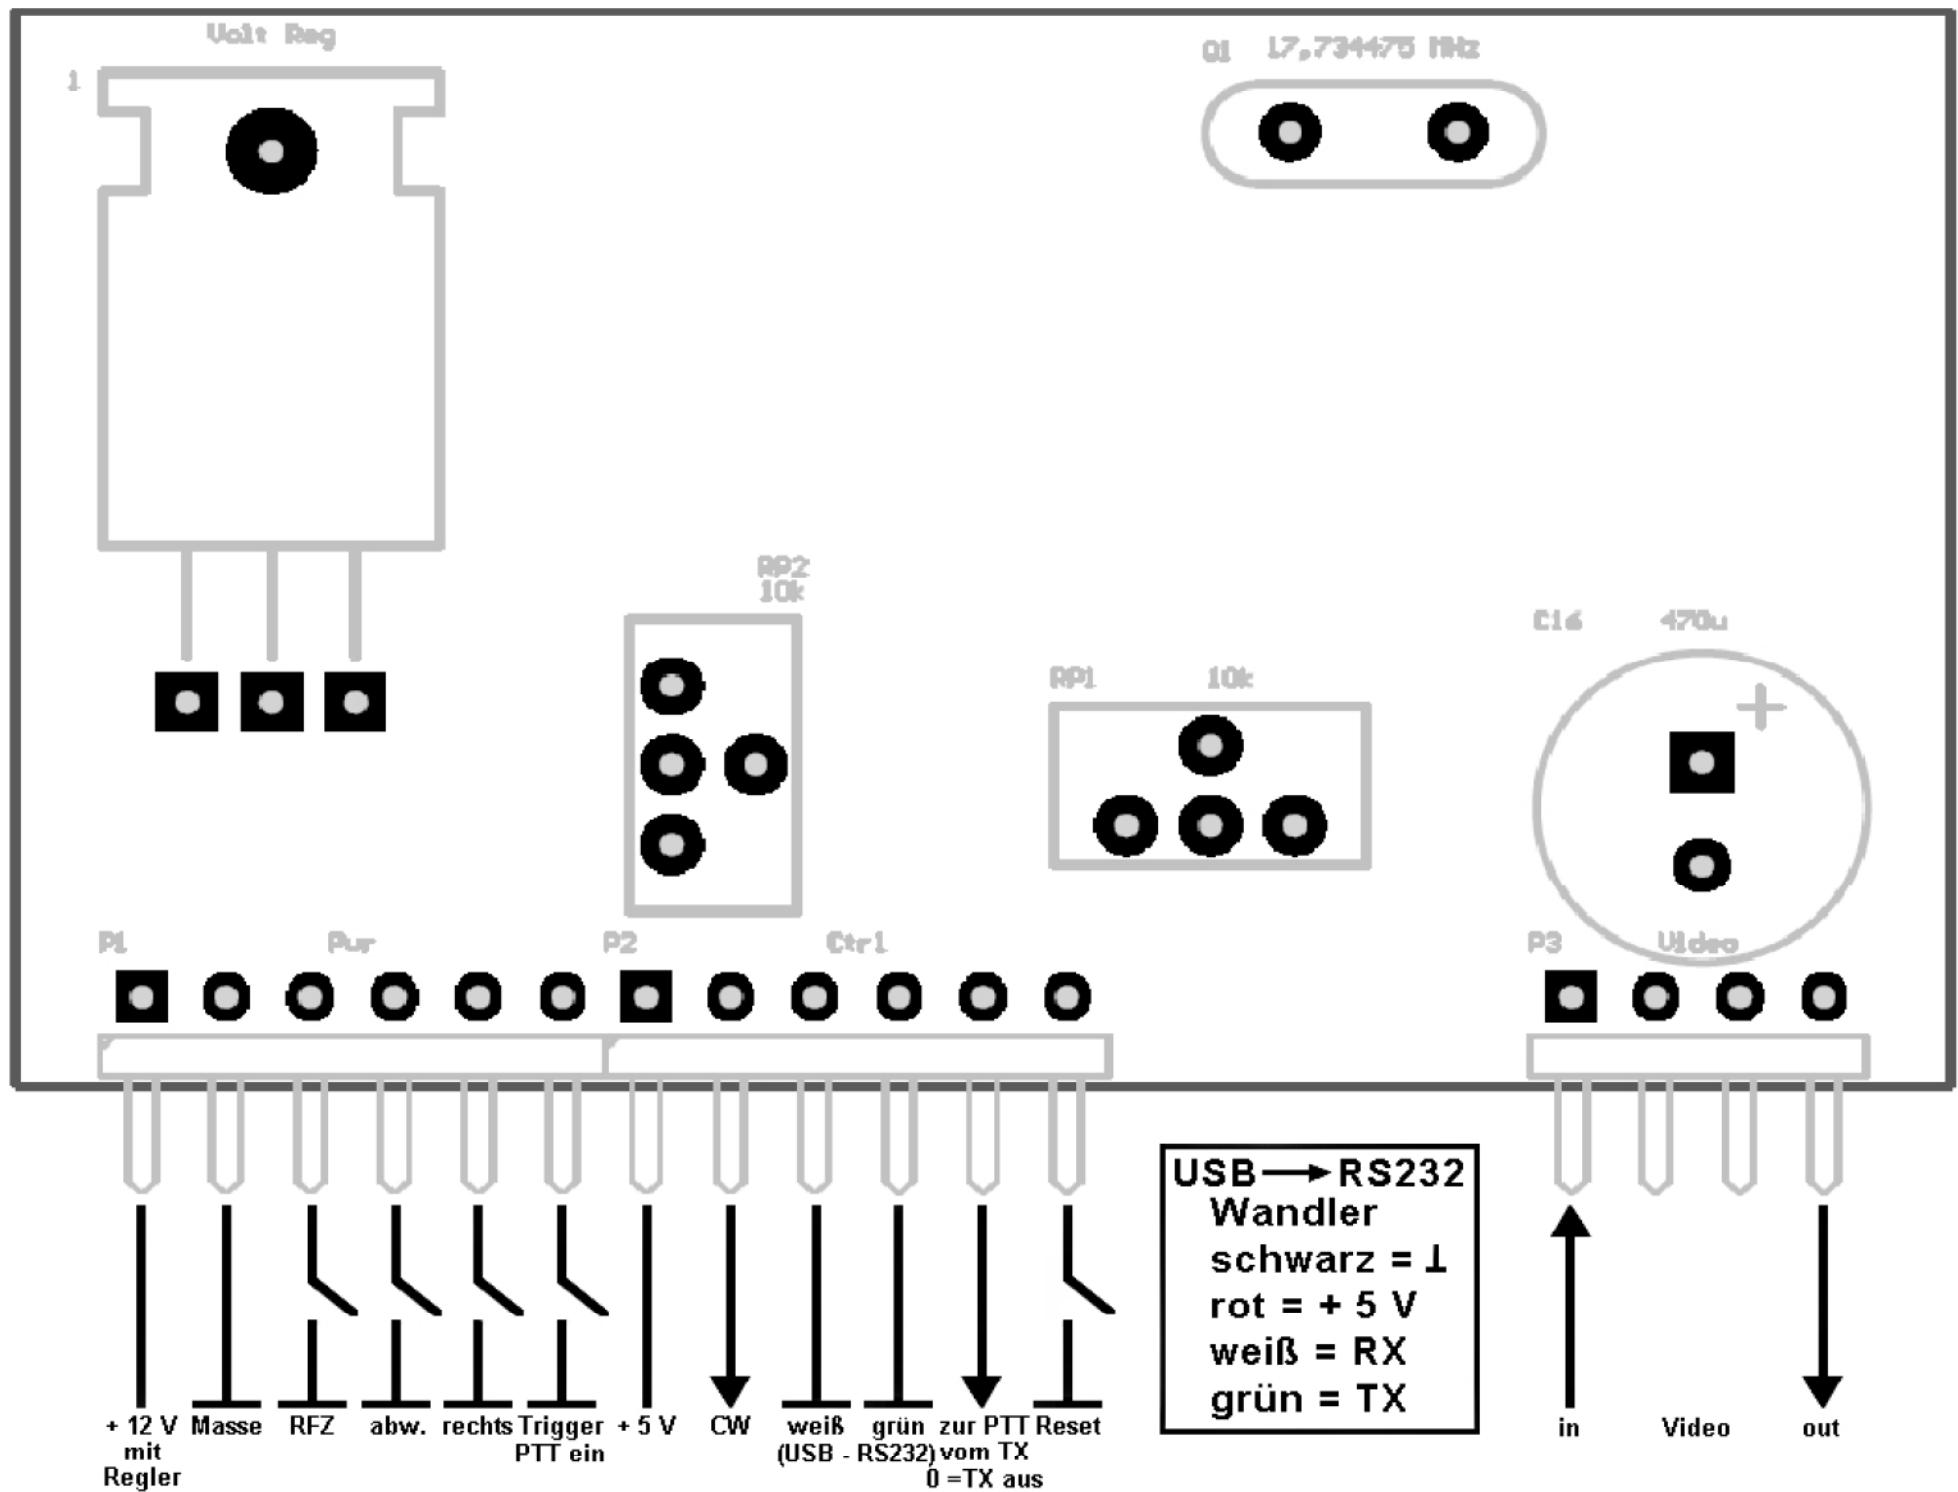 Volt Reg
1
Q1 17,734475 MHz
RP2
10k
C16 470u
RP1 10k
P1 Pwr P2 Ctrl P3 Video
USB → RS232
Wandler
schwarz = ⊥
rot = + 5 V
weiß = RX
grün = TX
+ 12 V Masse RFZ abw. rechts Trigger + 5 V CW weiß grün zur PTT Reset in Video out
mit PTT ein (USB - RS232) vom TX
Regler 0 =TX aus